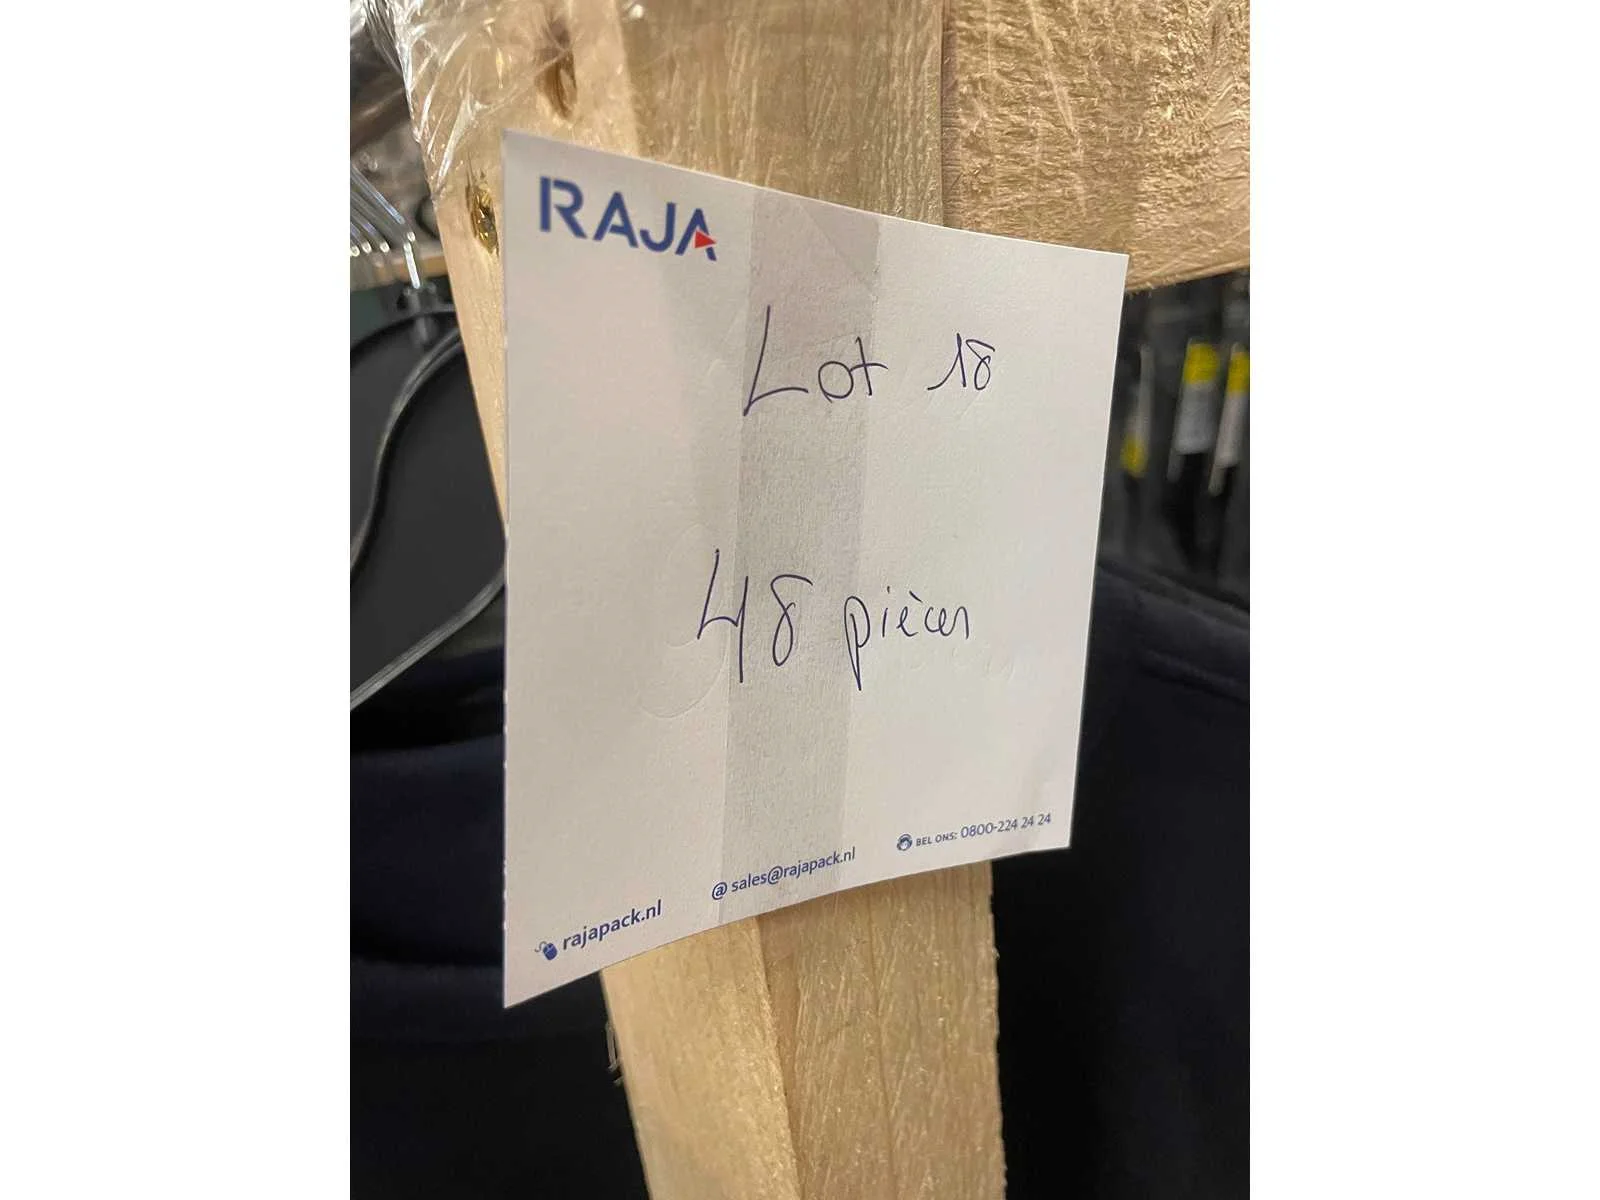 RAJA
Lot 18
48 pièces
rajapack.nl
@ sales@rajapack.nl
BEL ONS: 0800-224 24 24